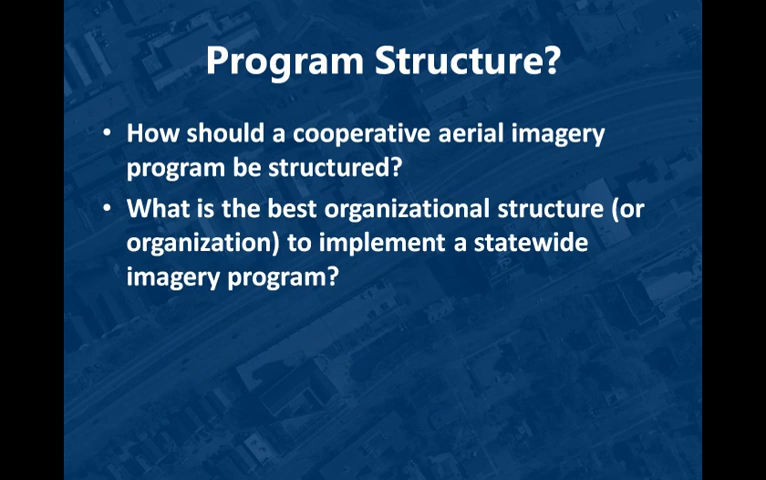 Program Structure?
• How should a cooperative aerial imagery
program be structured?
• What is the best organizational structure (or
organization) to implement a statewide
imagery program?